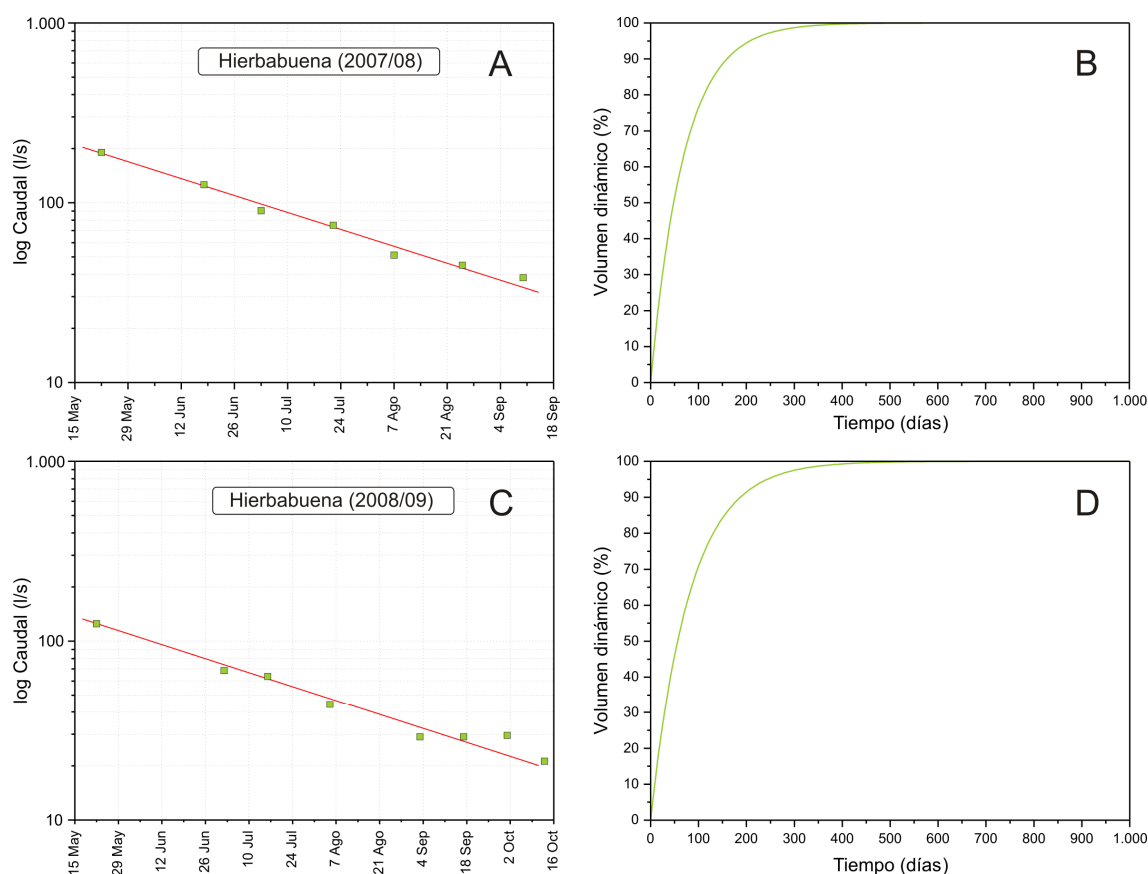 1.000
100
10
log Caudal (l/s)
Hierbabuena (2007/08)
A
15 May
29 May
12 Jun
26 Jun
10 Jul
24 Jul
7 Ago
21 Ago
4 Sep
18 Sep
100
90
80
70
60
50
40
30
20
10
0
Volumen dinámico (%)
B
0 100 200 300 400 500 600 700 800 900 1.000
Tiempo (días)
1.000
100
10
log Caudal (l/s)
Hierbabuena (2008/09)
C
15 May
29 May
12 Jun
26 Jun
10 Jul
24 Jul
7 Ago
21 Ago
4 Sep
18 Sep
2 Oct
16 Oct
100
90
80
70
60
50
40
30
20
10
0
Volumen dinámico (%)
D
0 100 200 300 400 500 600 700 800 900 1.000
Tiempo (días)